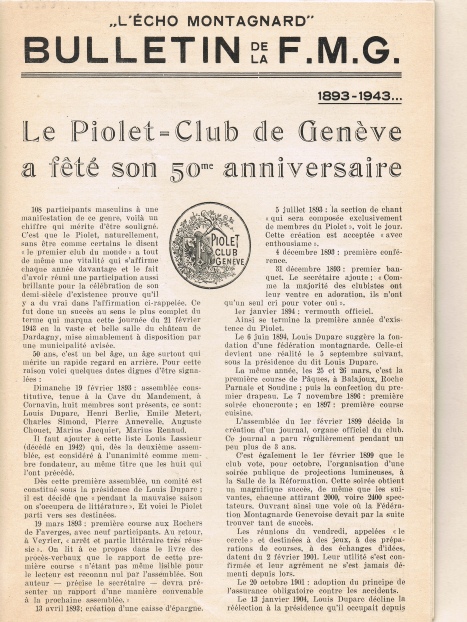 „L'ÉCHO MONTAGNARD"
BULLETIN DE LA F.M.G.
1893-1943...
Le Piolet-Club de Genève
a fêté son 50me anniversaire
108 participants masculins à une
manifestation de ce genre, voilà un
chiffre qui mérite d'être souligné.
C'est que le Piolet, naturellement,
sans être comme certains le disent
« le premier club du monde » a tout
de même une vitalité qui s'affirme
chaque année davantage et le fait
d'avoir réuni une participation aussi
brillante pour la célébration de son
demi-siècle d'existence prouve qu'il
y a du vrai dans l'affirmation ci-rappelée. Ce
fut donc un succès au sens le plus complet du
terme qui marqua cette journée du 21 février
1943 en la vaste et belle salle du château de
Dardagny, mise aimablement à disposition par
une municipalité avisée.
50 ans, c'est un bel âge, un âge surtout qui
mérite un rapide regard en arrière. Pour cette
raison voici quelques dates dignes d'être signa-
lées :
Dimanche 19 février 1893 : assemblée cons-
titutive, tenue à la Cave du Mandement, à
Cornavin, huit membres sont présents, ce sont:
Louis Duparc, Henri Berlie, Emile Metert,
Charles Simond, Pierre Annevelle, Auguste
Chouet, Marius Jacquier, Marius Renaud.
Il faut ajouter à cette liste Louis Lassieur
(décédé en 1942) qui, dès la deuxième assem-
blée, est considéré à l'unanimité comme mem-
bre fondateur, au même titre que les huit qui
l'ont précédé.
Dès cette première assemblée, un comité est
constitué sous la présidence de Louis Duparc ;
il est décidé que « pendant la mauvaise saison
on s'occupera de littérature ». Et voici le Piolet
parti vers ses destinées.
19 mars 1893 : première course aux Rochers
de Faverges, avec neuf participants. Au retour,
à Veyrier, « arrêt et partie littéraire très réus-
sie ». On lit à ce propos dans le livre des
procès-verbaux que le rapport de cette pre-
mière course « n'étant pas même lisible pour
le lecteur est reconnu nul par l'assemblée. Son
auteur — précise le secrétaire — devra pré-
senter un rapport d'une manière convenable
à la prochaine assemblée. »
13 avril 1893: création d'une caisse d'épargne.
PIOLET
CLUB
GENÈVE
5 juillet 1893 : la section de chant
« qui sera composée exclusivement
de membres du Piolet », voit le jour.
Cette création est acceptée « avec
enthousiasme ».
4 décembre 1893 : première confé-
rence.
31 décembre 1893 : premier ban-
quet. Le secrétaire ajoute : « Com-
me la majorité des clubistes ont
leur ventre en adoration, ils n'ont
qu'un seul cri pour voter oui ».
1er janvier 1894 : vermouth officiel.
Ainsi se termine la première année d'exis-
tence du Piolet.
Le 6 juin 1894, Louis Duparc suggère la fon-
dation d'une fédération montagnarde. Celle-ci
devient une réalité le 5 septembre suivant,
sous la présidence du dit Louis Duparc.
La même année, les 25 et 26 mars, c'est la
première course de Pâques, à Balajoux, Roche
Parnale et Soudine ; puis la confection du pre-
mier drapeau. Le 7 novembre 1896 : première
soirée choucroute ; en 1897 : première course
cuisine.
L'assemblée du 1er février 1899 décide la
création d'un journal, organe officiel du club.
Ce journal a paru régulièrement pendant un
peu plus de 5 ans.
C'est également le 1er février 1899 que le
club vote, pour octobre, l'organisation d'une
soirée publique de projections lumineuses, à
la Salle de la Réformation. Cette soirée obtient
un magnifique succès, de même que les sui-
vantes, chacune attirant 2000, voire 2400 spec-
tateurs. Ouvrant ainsi une voie où la Fédéra-
tion Montagnarde Genevoise devait par la suite
trouver tant de succès.
Les réunions du vendredi, appelées « le
cercle » et destinées à des jeux, à des prépa-
rations de courses, à des échanges d'idées,
datent du 2 février 1901. Leur utilité s'est con-
firmée et leur agrément ne s'est jamais dé-
menti depuis lors.
Le 20 octobre 1901 : adoption du principe de
l'assurance obligatoire contre les accidents.
Le 13 janvier 1904, Louis Duparc décline la
réélection à la présidence qu'il occupait depuis